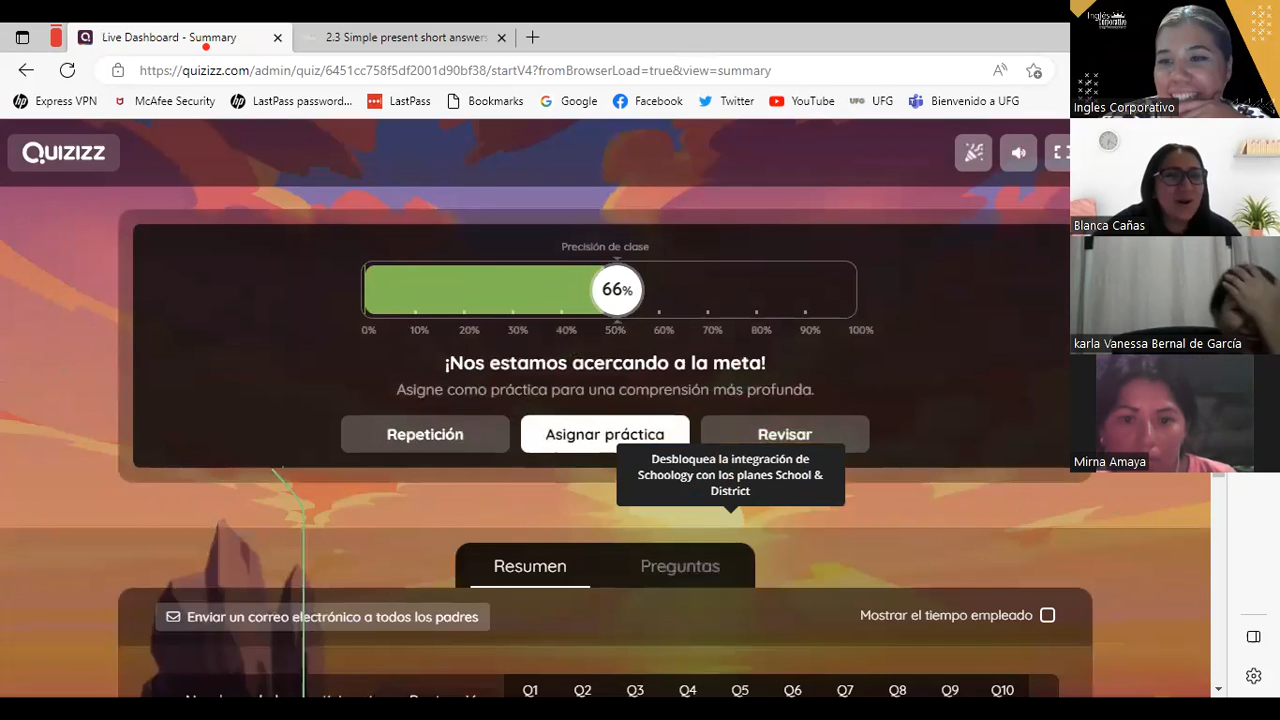 Live Dashboard - Summary
2.3 Simple present short answers
https://quizizz.com/admin/quiz/6451cc758f5df2001d90bf38/startV4?fromBrowserLoad=true&view=summary
Express VPN
McAfee Security
LastPass password...
LastPass
Bookmarks
Google
Facebook
Twitter
YouTube
UFG
Bienvenido a UFG
QUIZIZZ
Precisión de clase
66%
0% 10% 20% 30% 40% 50% 60% 70% 80% 90% 100%
¡Nos estamos acercando a la meta!
Asigne como práctica para una comprensión más profunda.
Repetición
Asignar práctica
Revisar
Desbloquea la integración de
Schoology con los planes School &
District
Resumen
Preguntas
Enviar un correo electrónico a todos los padres
Mostrar el tiempo empleado
Q1 Q2 Q3 Q4 Q5 Q6 Q7 Q8 Q9 Q10
Inglés
Corporativo
Ingles Corporativo
Blanca Cañas
karla Vanessa Bernal de García
Mirna Amaya